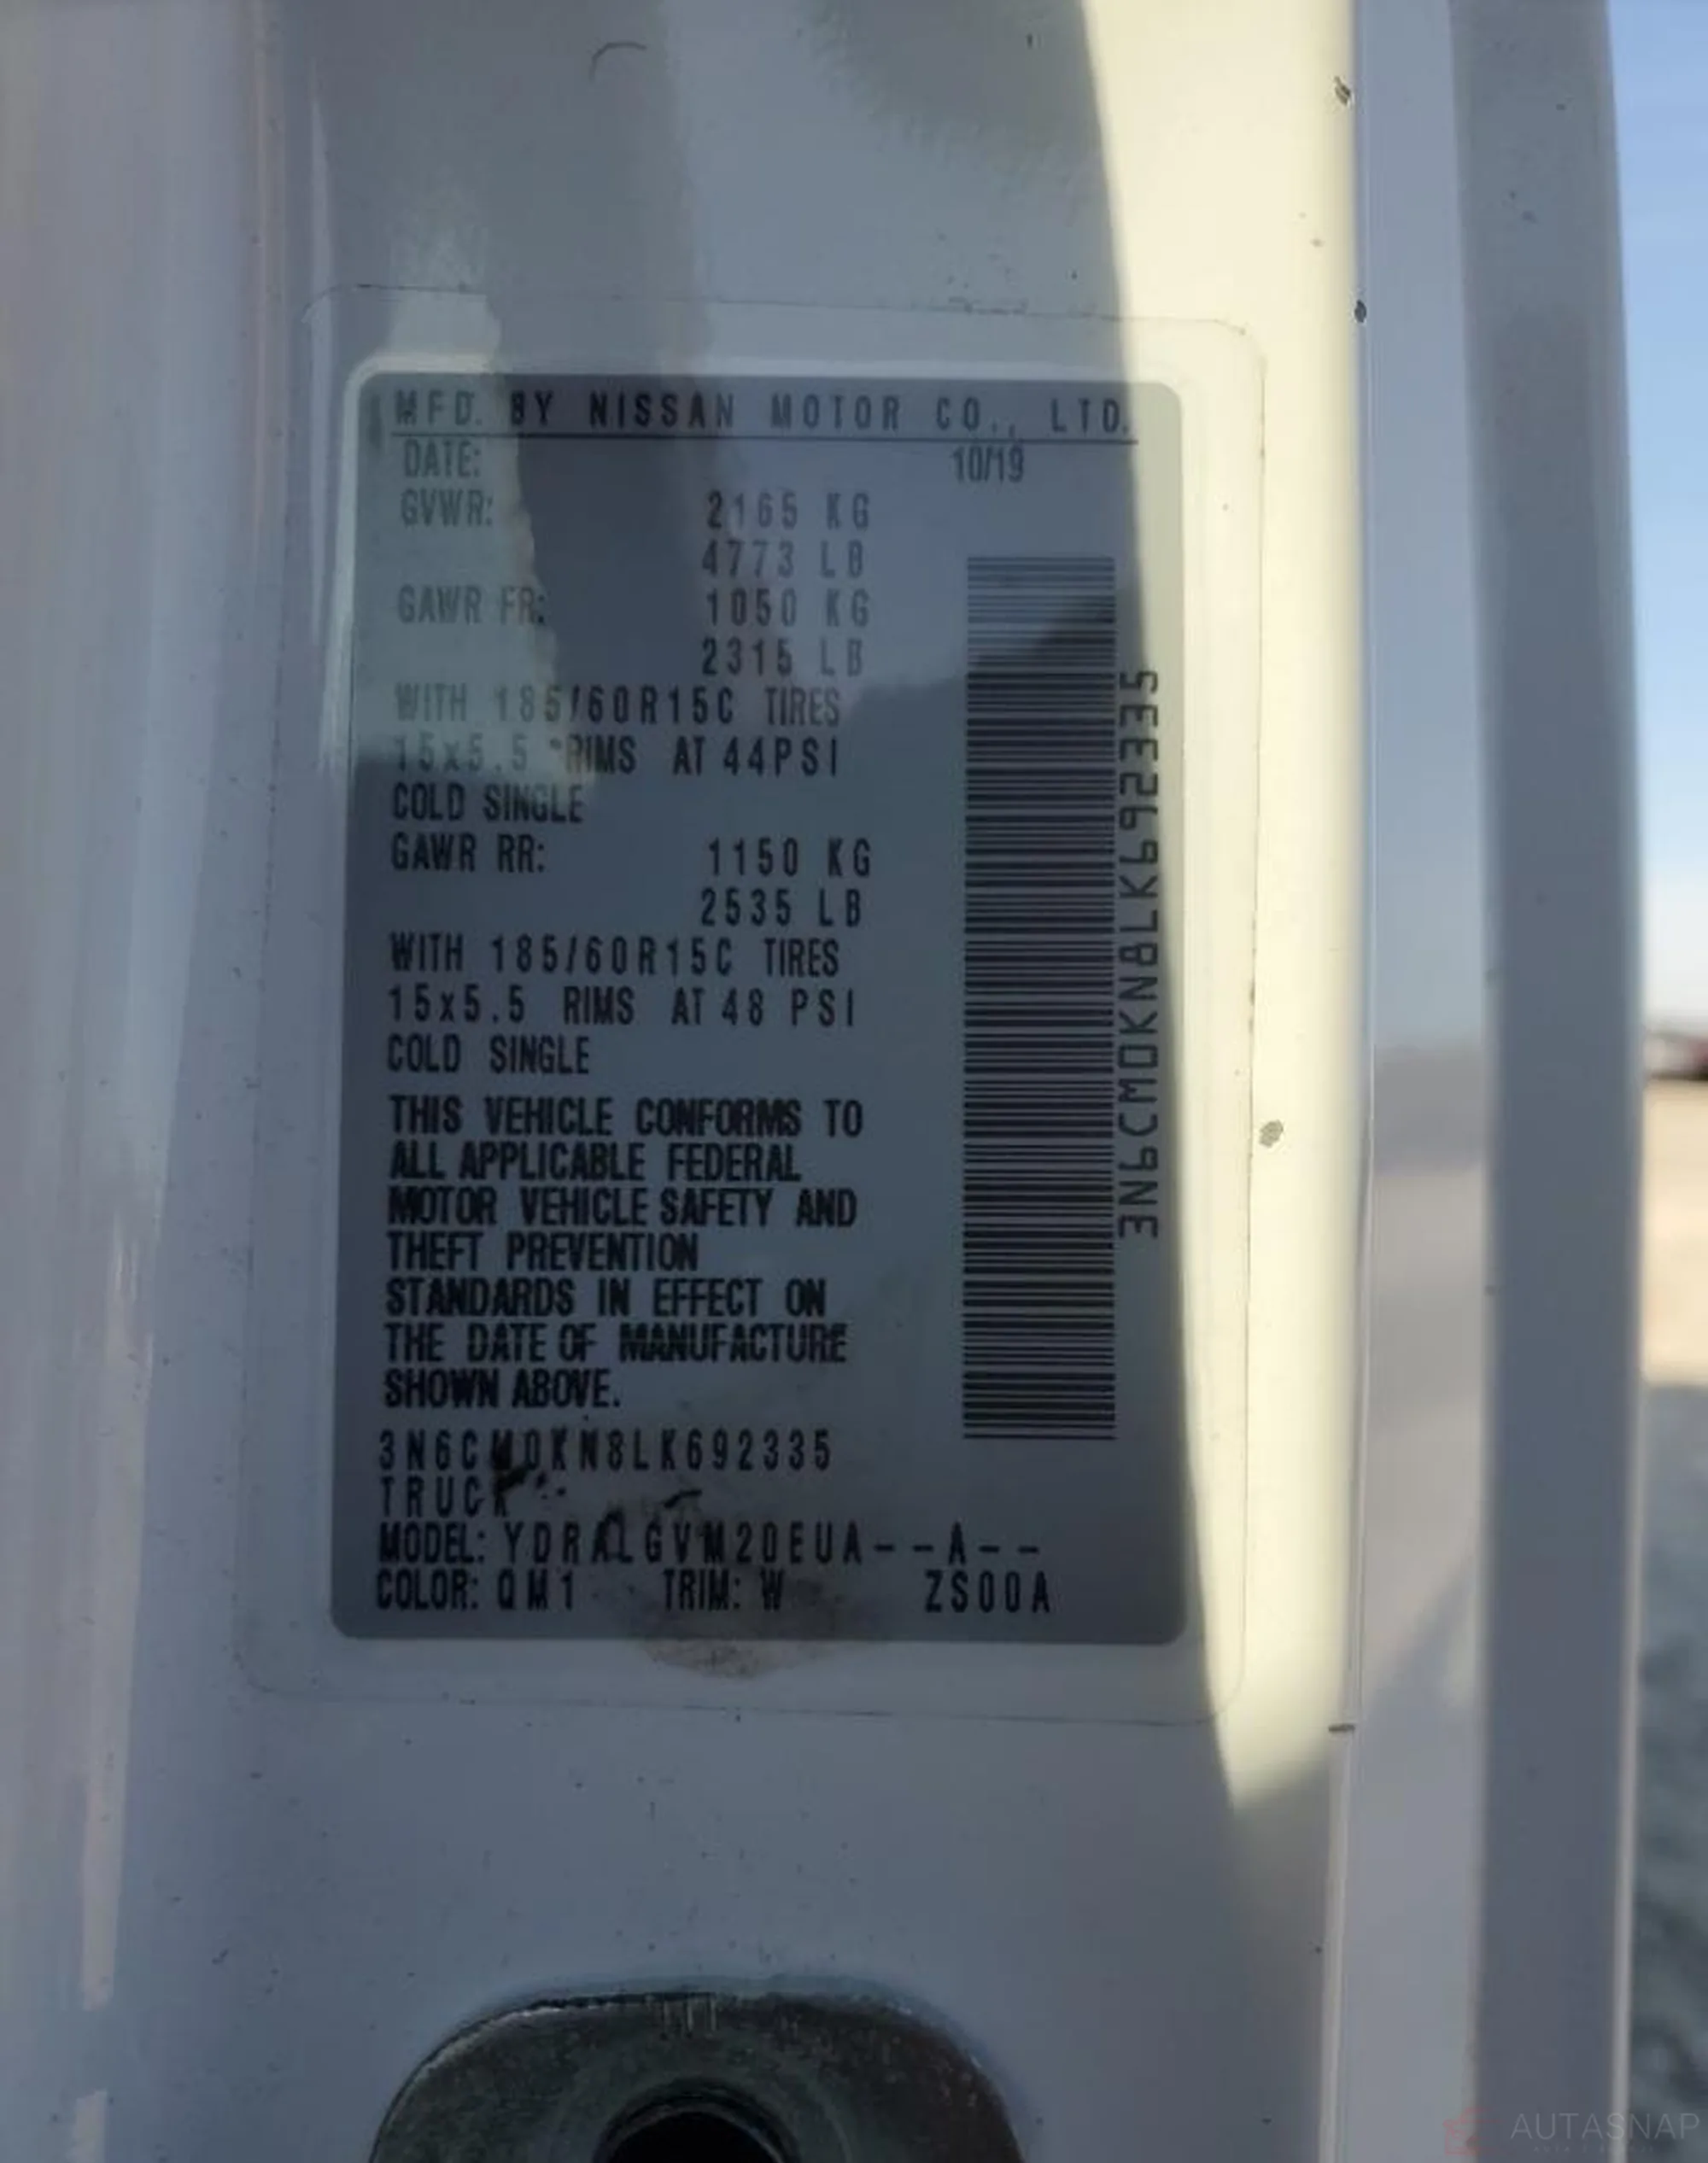 MFD. BY NISSAN MOTOR CO., LTD.
DATE: 10/19
GVWR: 2165 KG
4773 LB
GAWR FR: 1050 KG
2315 LB
WITH 185/60R15C TIRES
15x5.5 RIMS AT 44PSI
COLD SINGLE
GAWR RR: 1150 KG
2535 LB
WITH 185/60R15C TIRES
15x5.5 RIMS AT 48 PSI
COLD SINGLE
THIS VEHICLE CONFORMS TO
ALL APPLICABLE FEDERAL
MOTOR VEHICLE SAFETY AND
THEFT PREVENTION
STANDARDS IN EFFECT ON
THE DATE OF MANUFACTURE
SHOWN ABOVE.
3N6CM0KN8LK692335
TRUCK
MODEL: YDRALGVM20EUA--A--
COLOR: QM1 TRIM: W ZS00A
3N6CM0KN8LK692335
AUTASNAP